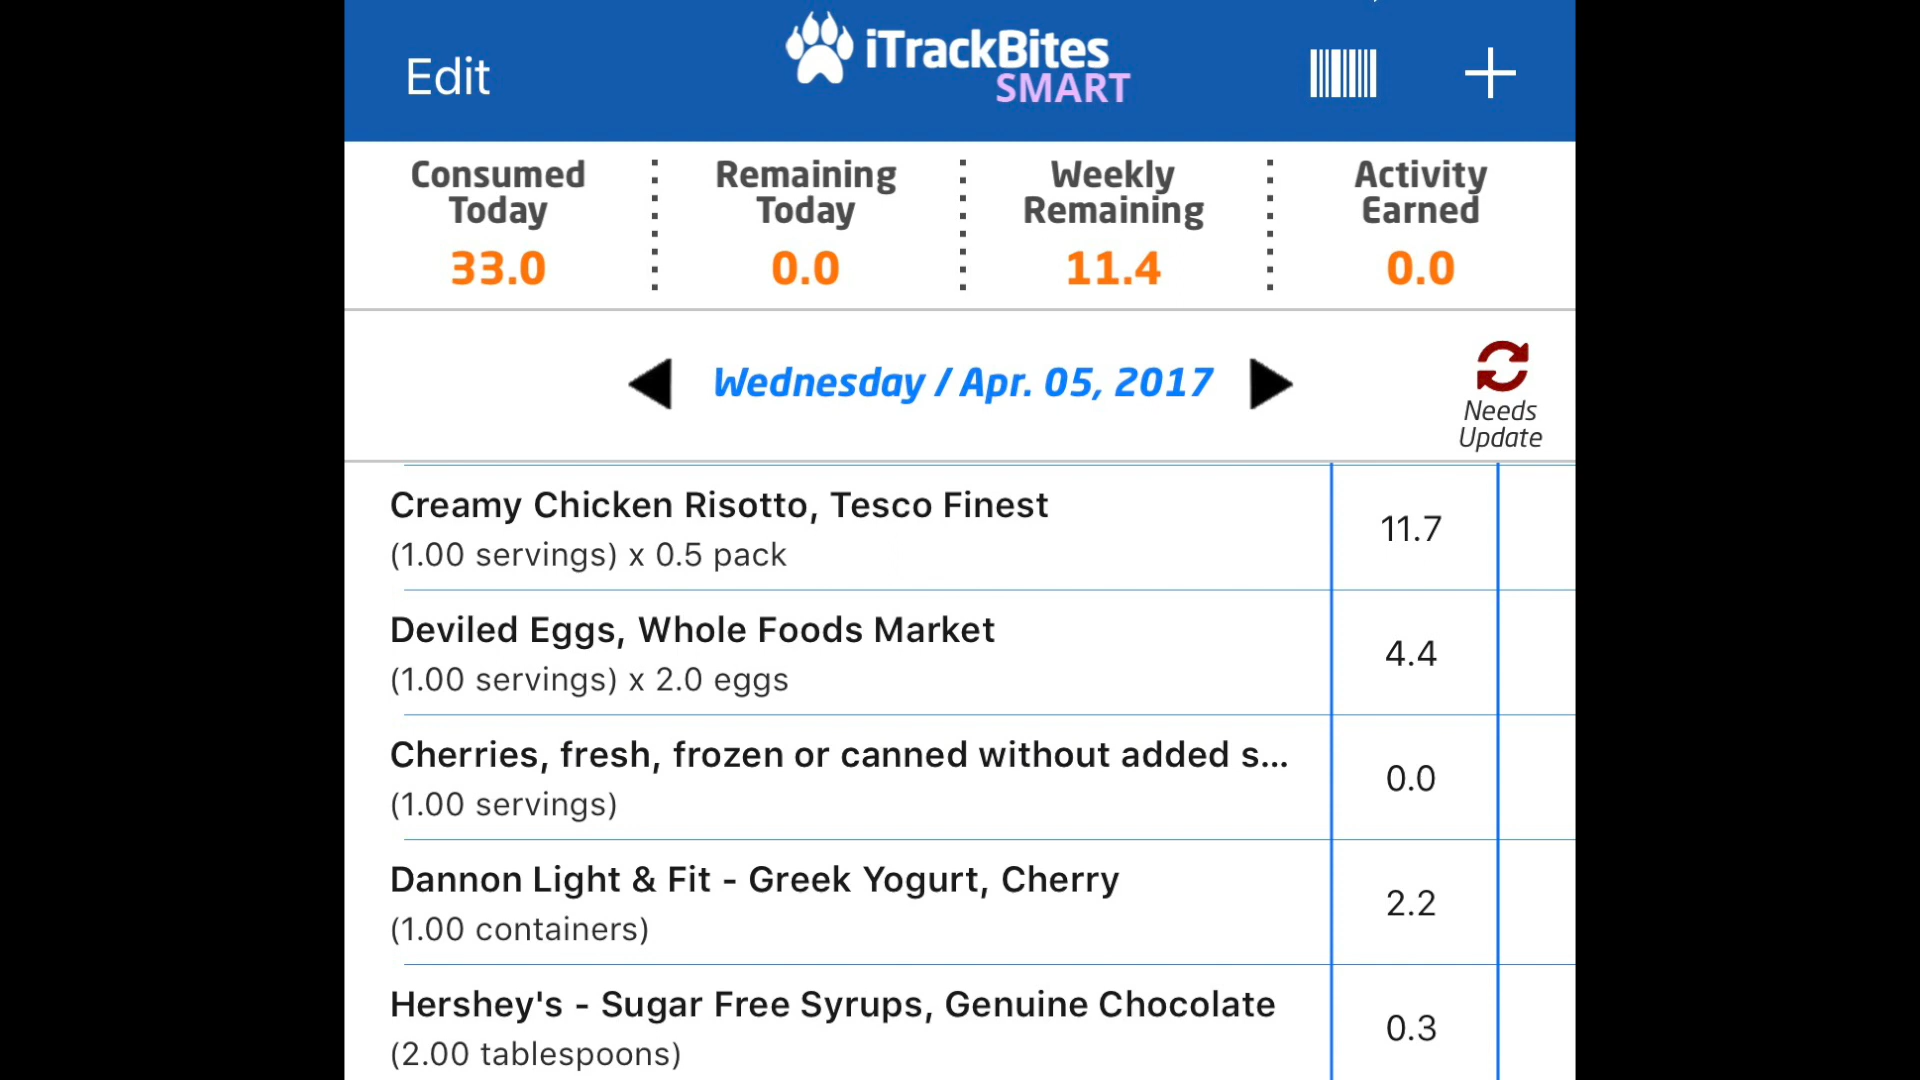 Edit
iTrackBites
SMART
Consumed Today
Remaining Today
Weekly Remaining
Activity Earned
33.0
0.0
11.4
0.0
Wednesday / Apr. 05, 2017
Needs
Update
Creamy Chicken Risotto, Tesco Finest
(1.00 servings) x 0.5 pack
11.7
Deviled Eggs, Whole Foods Market
(1.00 servings) x 2.0 eggs
4.4
Cherries, fresh, frozen or canned without added s...
(1.00 servings)
0.0
Dannon Light & Fit - Greek Yogurt, Cherry
(1.00 containers)
2.2
Hershey's - Sugar Free Syrups, Genuine Chocolate
(2.00 tablespoons)
0.3